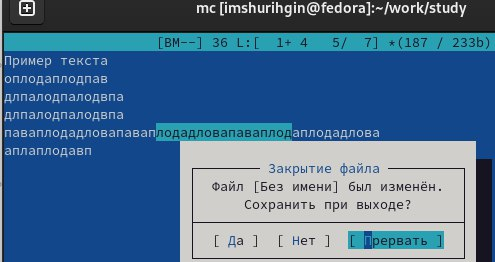 mc [imshurihgin@fedora]:~/work/study
[BM--] 36 L:[  1+ 4   5/  7] *(187 / 233b)
Пример текста
оплодаплодпав
длпалодпалодвпа
длпалодпалодвпа
паваплодадловапаваплодадловапаваплодаплодадлова
аплаплодавп
Закрытие файла
Файл [Без имени] был изменён.
Сохранить при выходе?
[ Да ] [ Нет ] [ Прервать ]